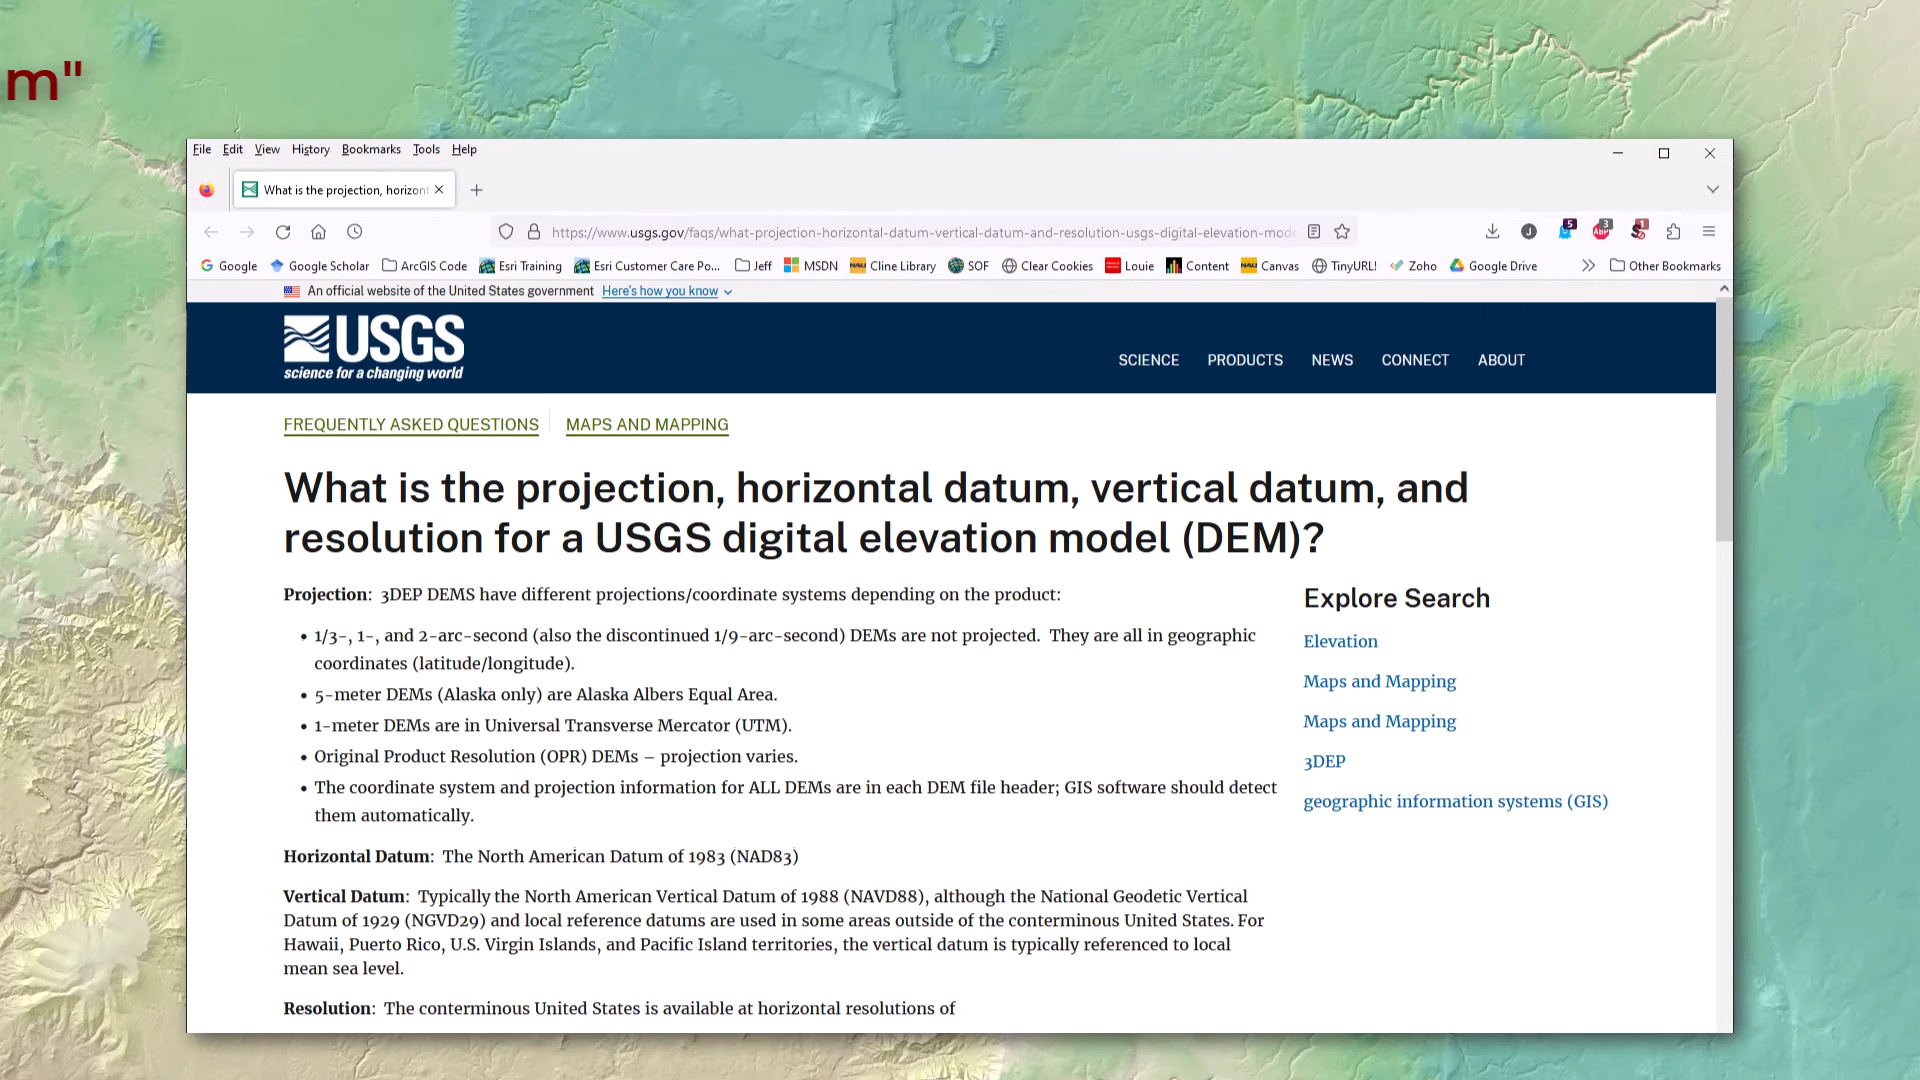 m"
File Edit View History Bookmarks Tools Help
What is the projection, horizont
https://www.usgs.gov/faqs/what-projection-horizontal-datum-vertical-datum-and-resolution-usgs-digital-elevation-mod
J 5 ABP 3 S 1
Google Google Scholar ArcGIS Code Esri Training Esri Customer Care Po... Jeff MSDN NAU Cline Library SOF Clear Cookies Louie Content NAU Canvas TinyURL! Zoho Google Drive Other Bookmarks
An official website of the United States government Here's how you know
USGS
science for a changing world
SCIENCE PRODUCTS NEWS CONNECT ABOUT
FREQUENTLY ASKED QUESTIONS MAPS AND MAPPING
What is the projection, horizontal datum, vertical datum, and
resolution for a USGS digital elevation model (DEM)?
Projection: 3DEP DEMS have different projections/coordinate systems depending on the product:
• 1/3-, 1-, and 2-arc-second (also the discontinued 1/9-arc-second) DEMs are not projected. They are all in geographic
coordinates (latitude/longitude).
• 5-meter DEMs (Alaska only) are Alaska Albers Equal Area.
• 1-meter DEMs are in Universal Transverse Mercator (UTM).
• Original Product Resolution (OPR) DEMs – projection varies.
• The coordinate system and projection information for ALL DEMs are in each DEM file header; GIS software should detect
them automatically.
Horizontal Datum: The North American Datum of 1983 (NAD83)
Vertical Datum: Typically the North American Vertical Datum of 1988 (NAVD88), although the National Geodetic Vertical
Datum of 1929 (NGVD29) and local reference datums are used in some areas outside of the conterminous United States. For
Hawaii, Puerto Rico, U.S. Virgin Islands, and Pacific Island territories, the vertical datum is typically referenced to local
mean sea level.
Resolution: The conterminous United States is available at horizontal resolutions of
Explore Search
Elevation
Maps and Mapping
Maps and Mapping
3DEP
geographic information systems (GIS)